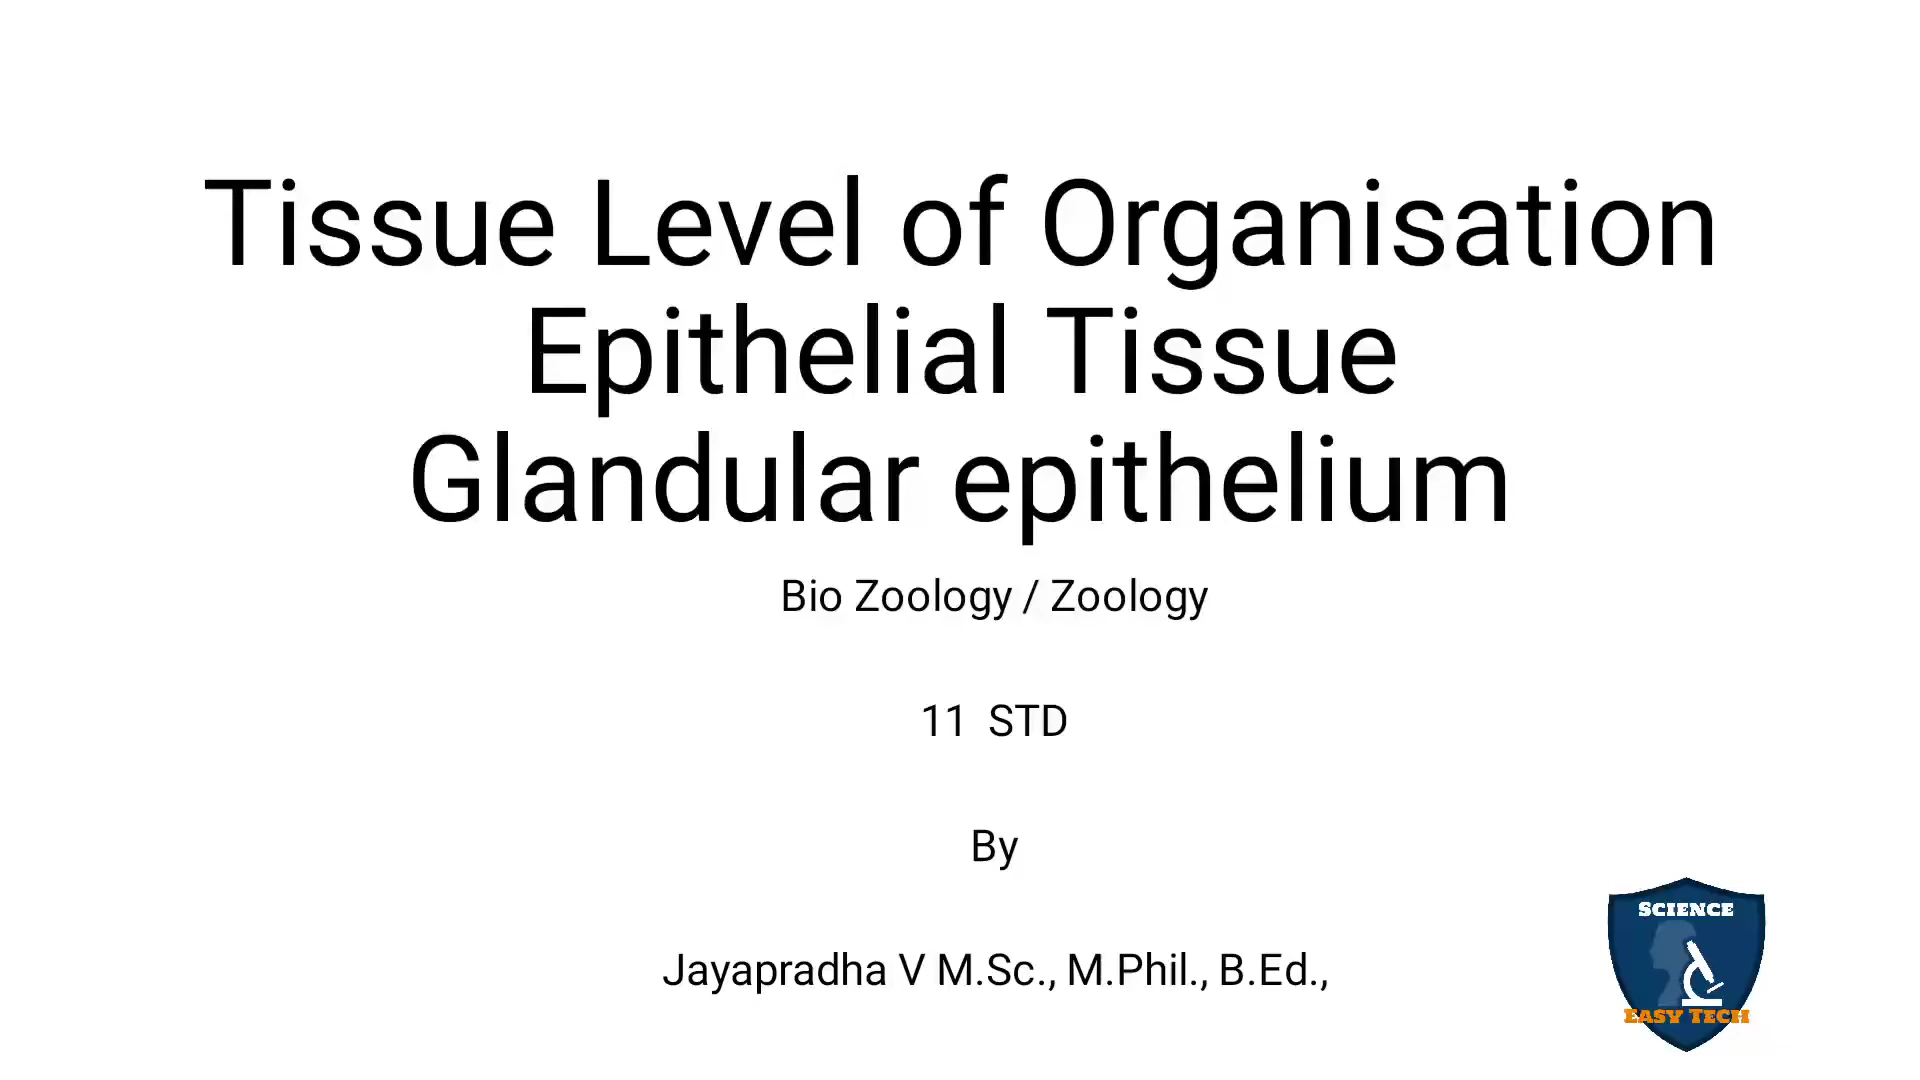 Tissue Level of Organisation
Epithelial Tissue
Glandular epithelium
Bio Zoology / Zoology
11 STD
By
Jayapradha V M.Sc., M.Phil., B.Ed.,
SCIENCE
EASY TECH